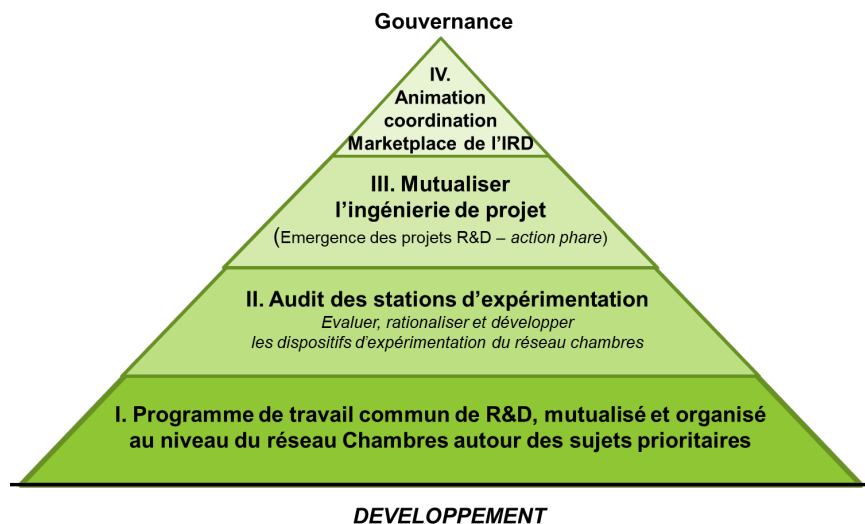 Gouvernance
IV.
Animation
coordination
Marketplace de l'IRD
III. Mutualiser
l'ingénierie de projet
(Emergence des projets R&D – action phare)
II. Audit des stations d'expérimentation
Evaluer, rationaliser et développer
les dispositifs d'expérimentation du réseau chambres
I. Programme de travail commun de R&D, mutualisé et organisé
au niveau du réseau Chambres autour des sujets prioritaires
DEVELOPPEMENT